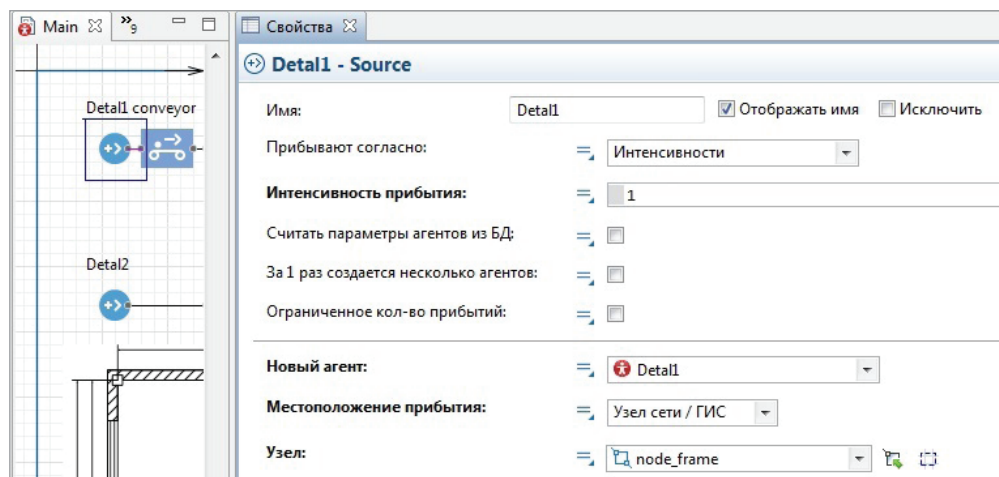 Main
»9
Свойства
Detal1 - Source
Detal1 conveyor
Имя:
Detal1
Отображать имя
Исключить
Прибывают согласно:
Интенсивности
Интенсивность прибытия:
1
Считать параметры агентов из БД:
Detal2
За 1 раз создается несколько агентов:
Ограниченное кол-во прибытий:
Новый агент:
Detal1
Местоположение прибытия:
Узел сети / ГИС
Узел:
node_frame